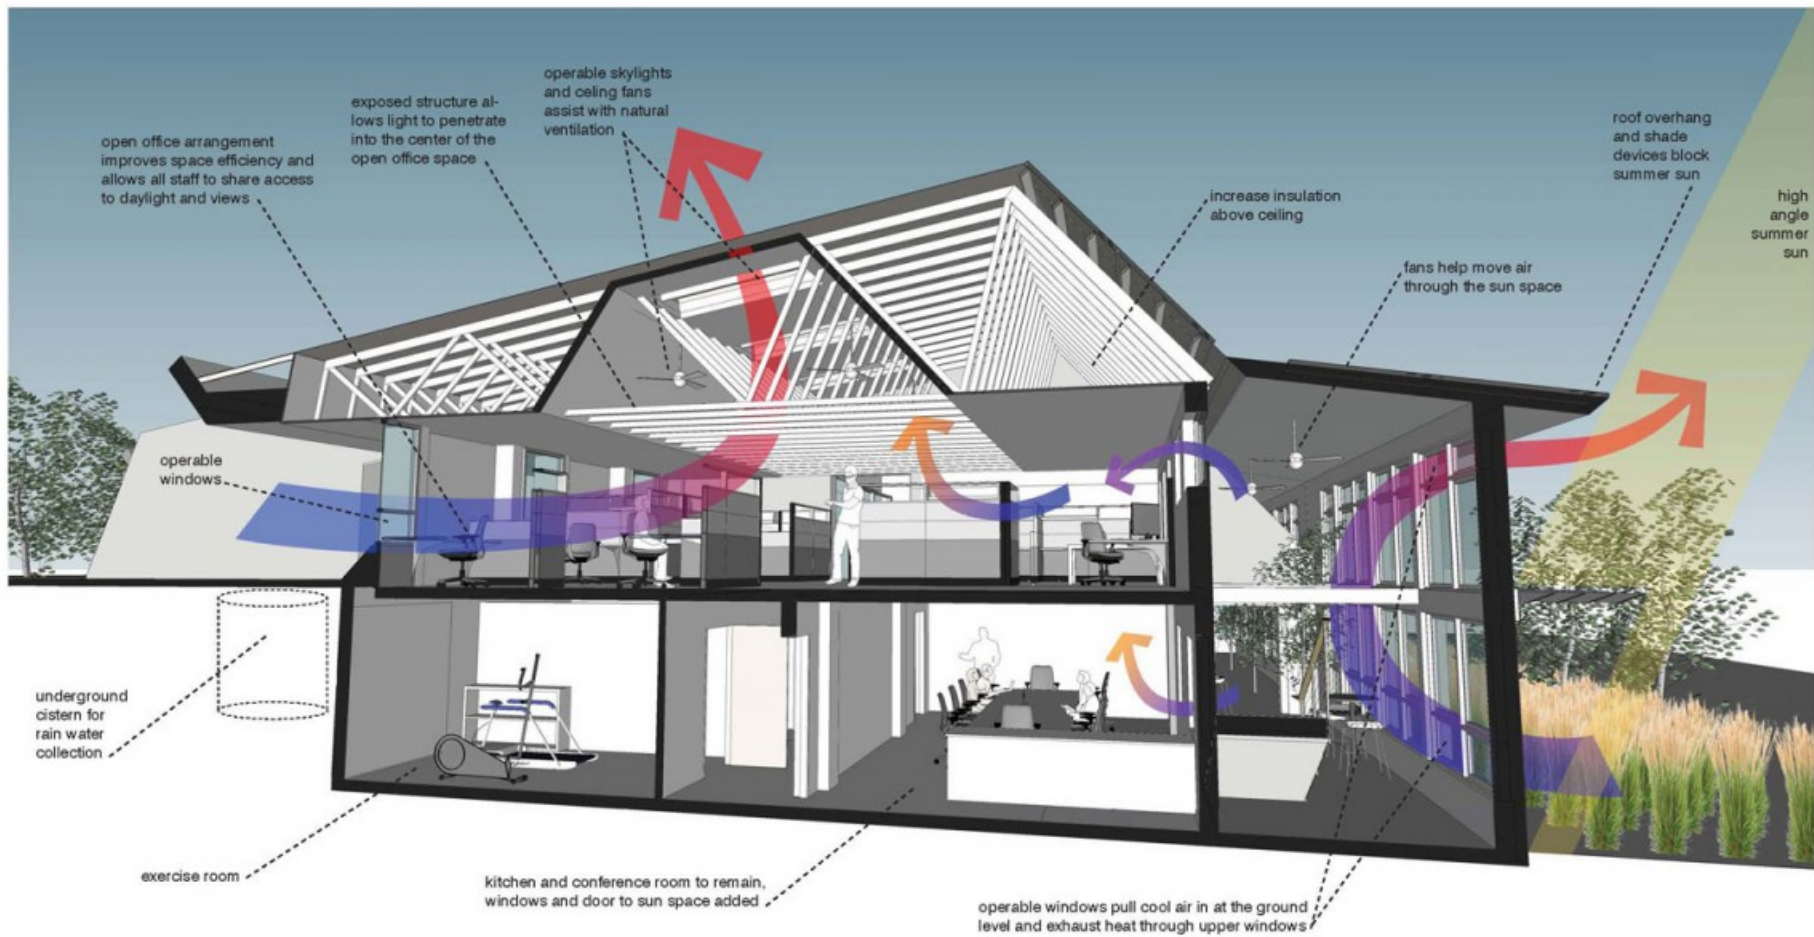 operable skylights
and celing fans
assist with natural
ventilation
exposed structure al-
lows light to penetrate
into the center of the
open office space
open office arrangement
improves space efficiency and
allows all staff to share access
to daylight and views
roof overhang
and shade
devices block
summer sun
high
angle
summer
sun
increase insulation
above ceiling
fans help move air
through the sun space
operable
windows
underground
cistern for
rain water
collection
exercise room
kitchen and conference room to remain,
windows and door to sun space added
operable windows pull cool air in at the ground
level and exhaust heat through upper windows